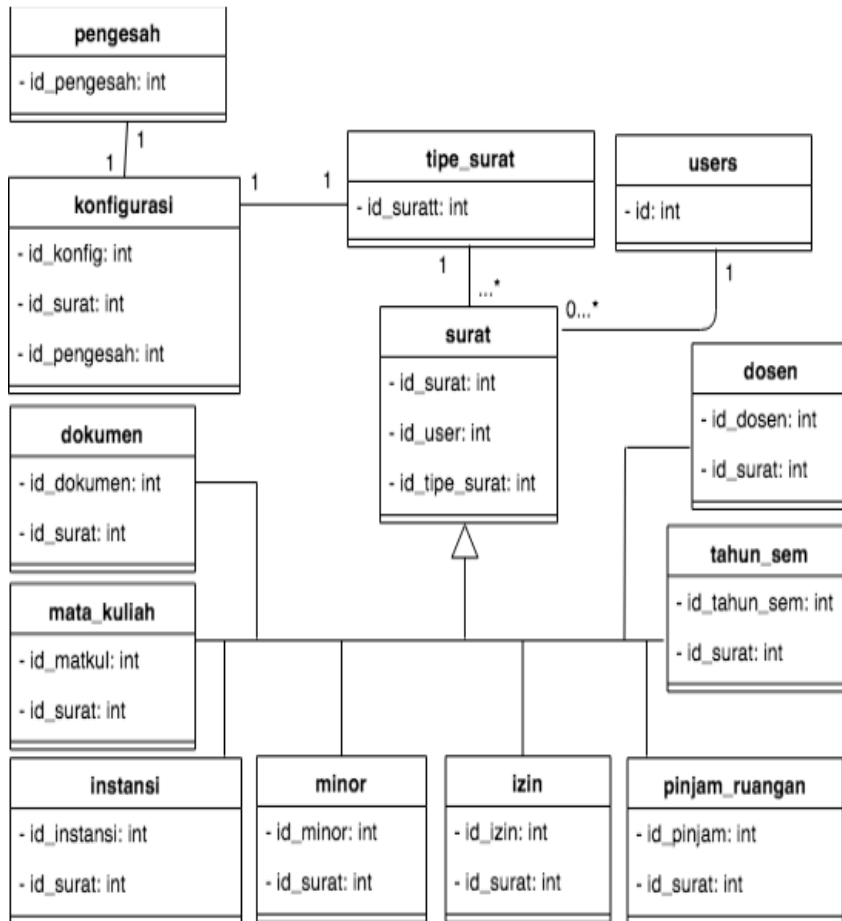 pengesah
- id_pengesah: int
1
1
tipe_surat
- id_suratt: int
users
- id: int
1
1
konfigurasi
- id_konfig: int
- id_surat: int
- id_pengesah: int
1
...*
0...*
1
surat
- id_surat: int
- id_user: int
- id_tipe_surat: int
dosen
- id_dosen: int
- id_surat: int
dokumen
- id_dokumen: int
- id_surat: int
tahun_sem
- id_tahun_sem: int
- id_surat: int
mata_kuliah
- id_matkul: int
- id_surat: int
instansi
- id_instansi: int
- id_surat: int
minor
- id_minor: int
- id_surat: int
izin
- id_izin: int
- id_surat: int
pinjam_ruangan
- id_pinjam: int
- id_surat: int